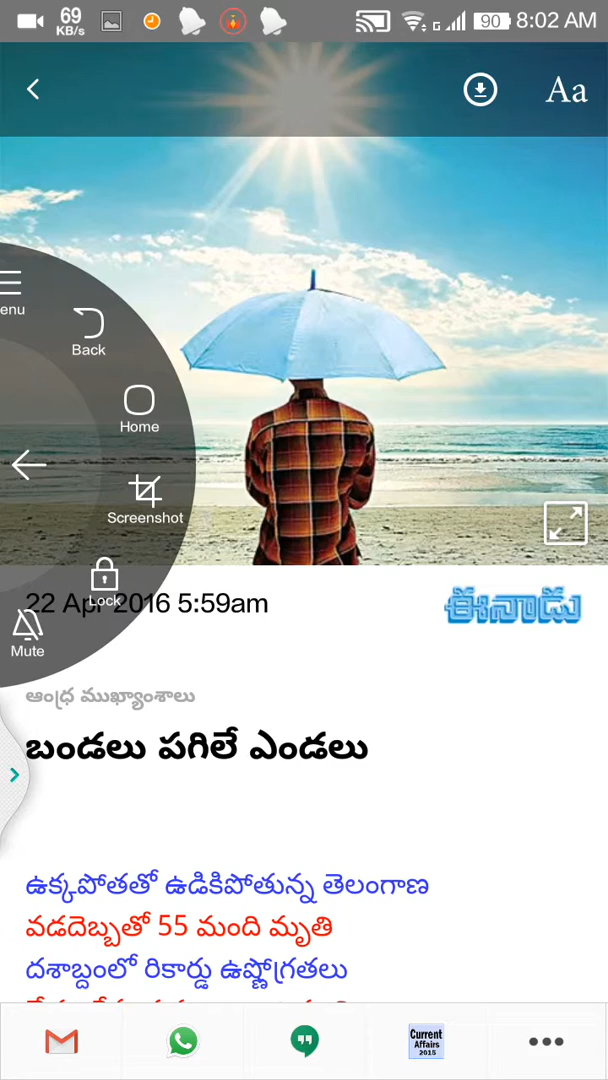 69
KB/s
G
90
8:02 AM
Aa
enu
Back
Home
Screenshot
Lock
22 Apr 2016 5:59am
ఈనాడు
Mute
ఆంధ్ర ముఖ్యాంశాలు
బండలు పగిలే ఎండలు
ఉక్కపోతతో ఉడికిపోతున్న తెలంగాణ
వడదెబ్బతో 55 మంది మృతి
దశాబ్దంలో రికార్డు ఉష్ణోగ్రతలు
Current
Affairs
2015